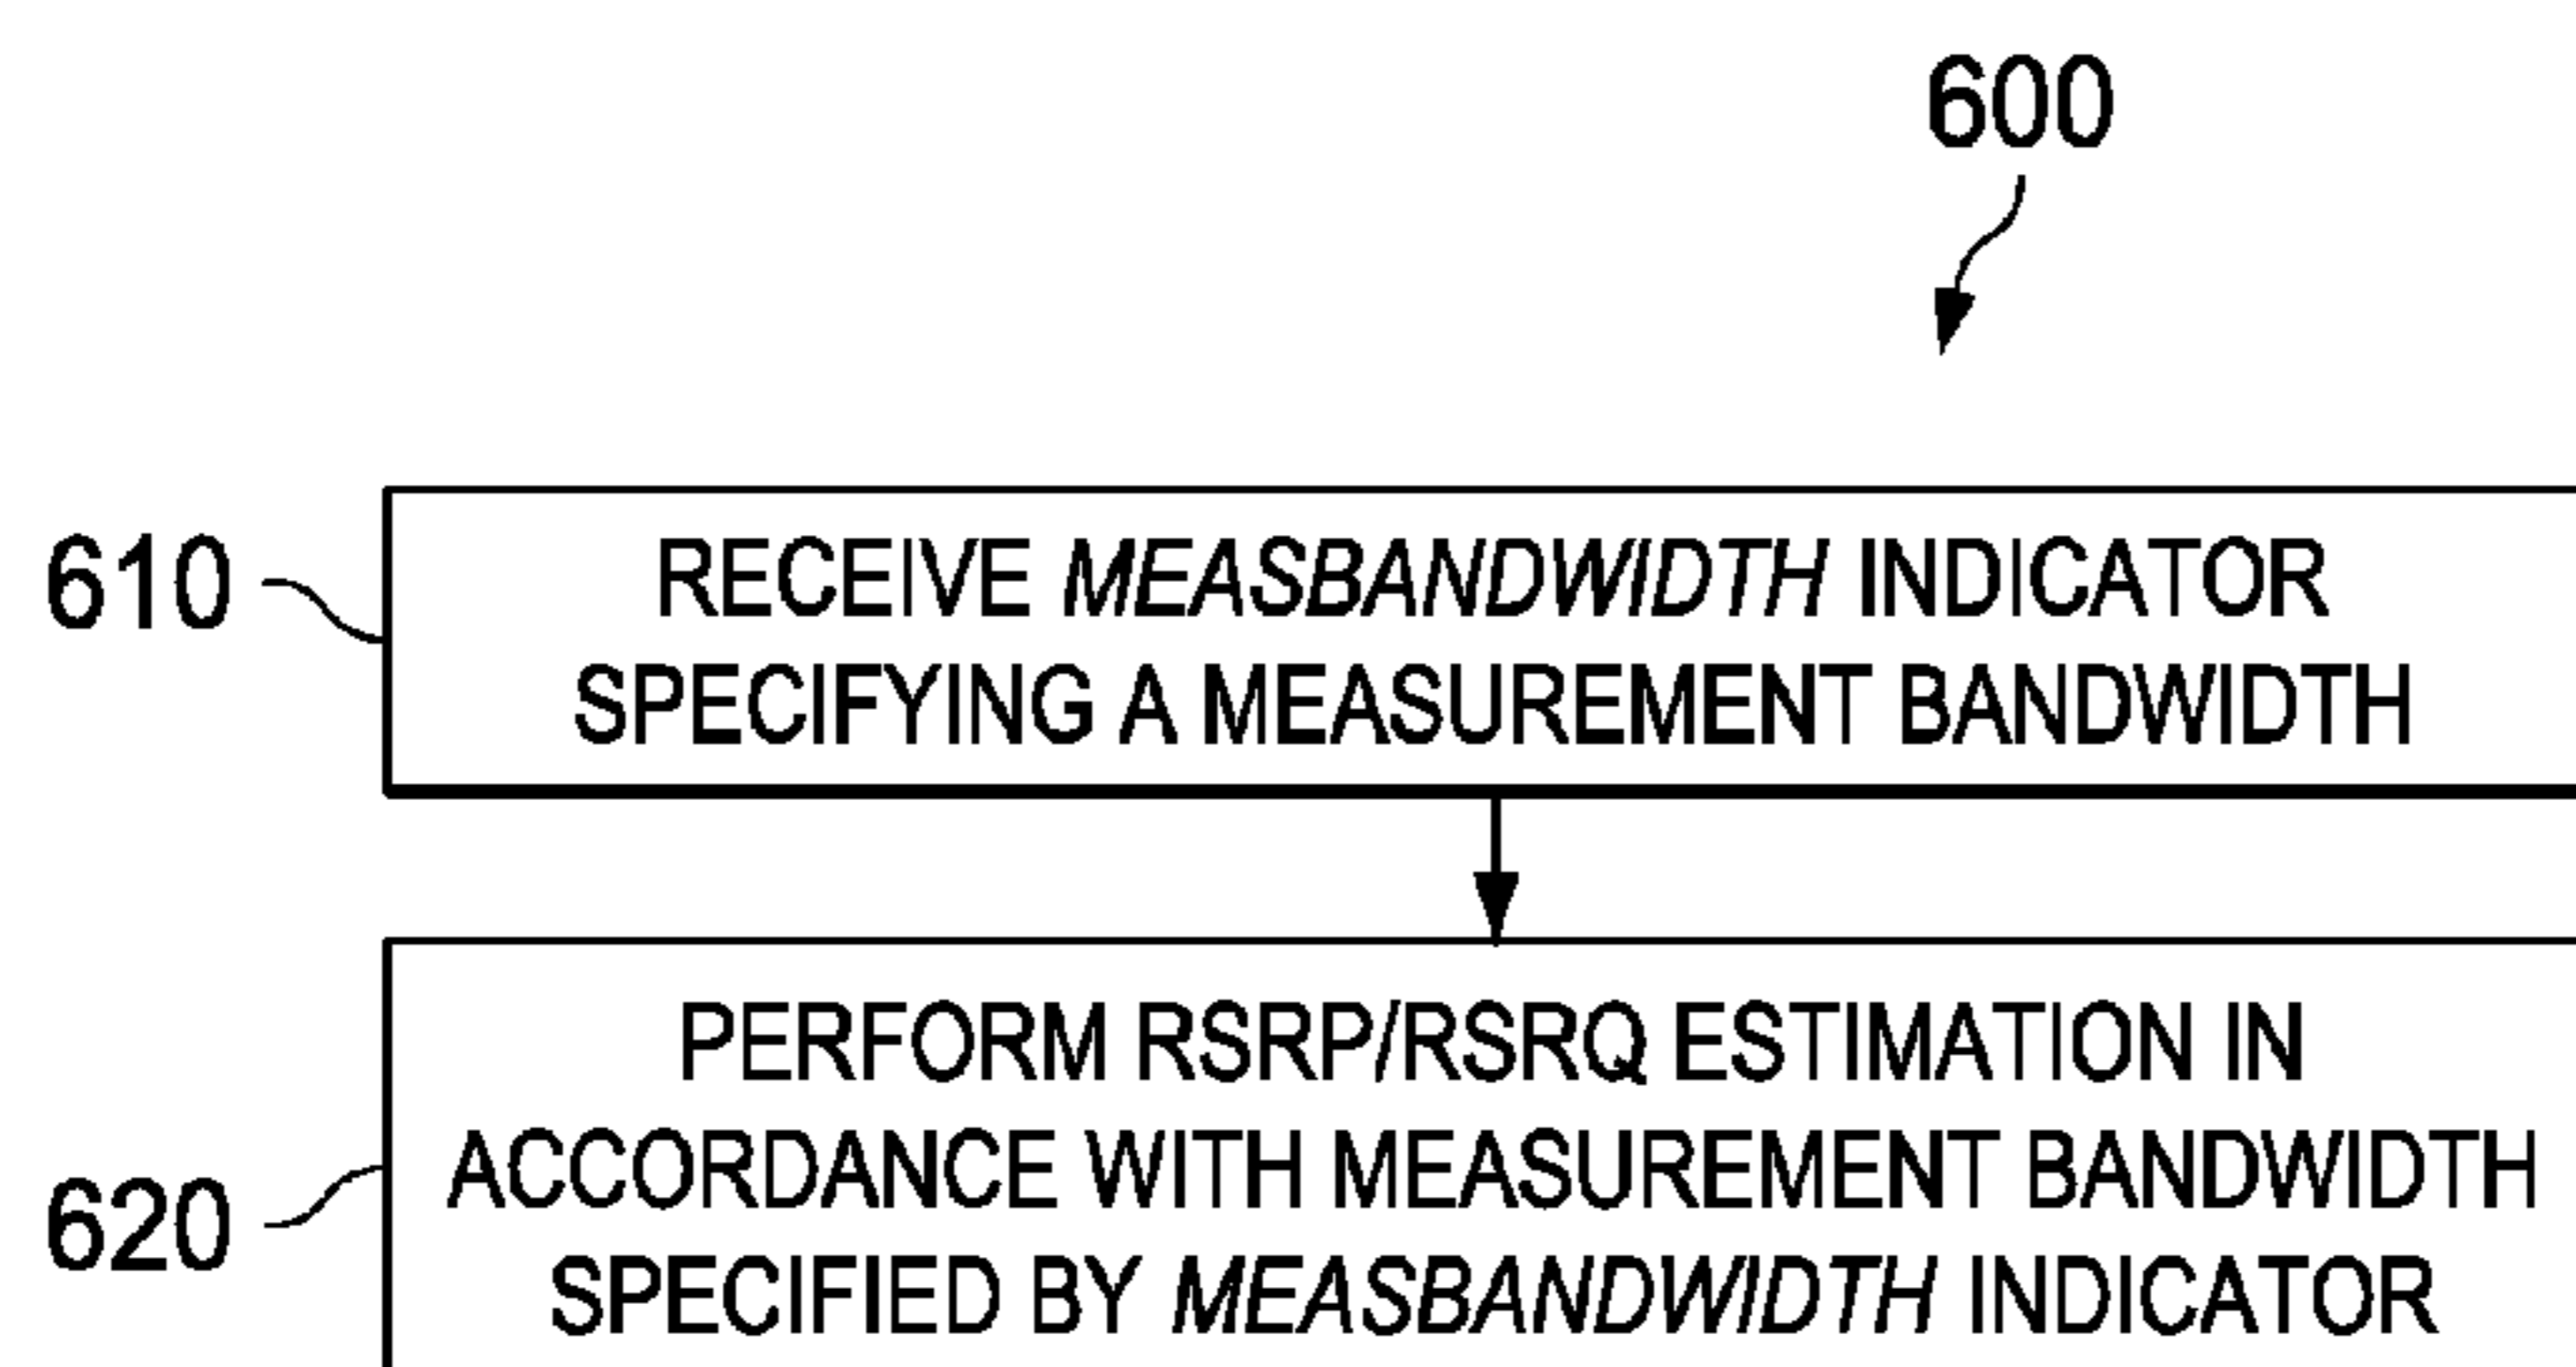 600
610
RECEIVE MEASBANDWIDTH INDICATOR
SPECIFYING A MEASUREMENT BANDWIDTH
PERFORM RSRP/RSRQ ESTIMATION IN
ACCORDANCE WITH MEASUREMENT BANDWIDTH
620
SPECIFIED BY MEASBANDWIDTH INDICATOR